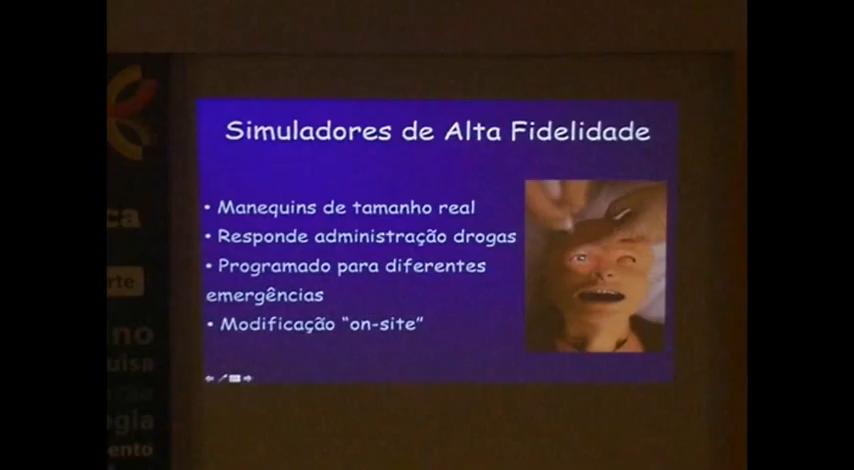 Simuladores de Alta Fidelidade
• Manequins de tamanho real
• Responde administração drogas
• Programado para diferentes
emergências
• Modificação “on-site”